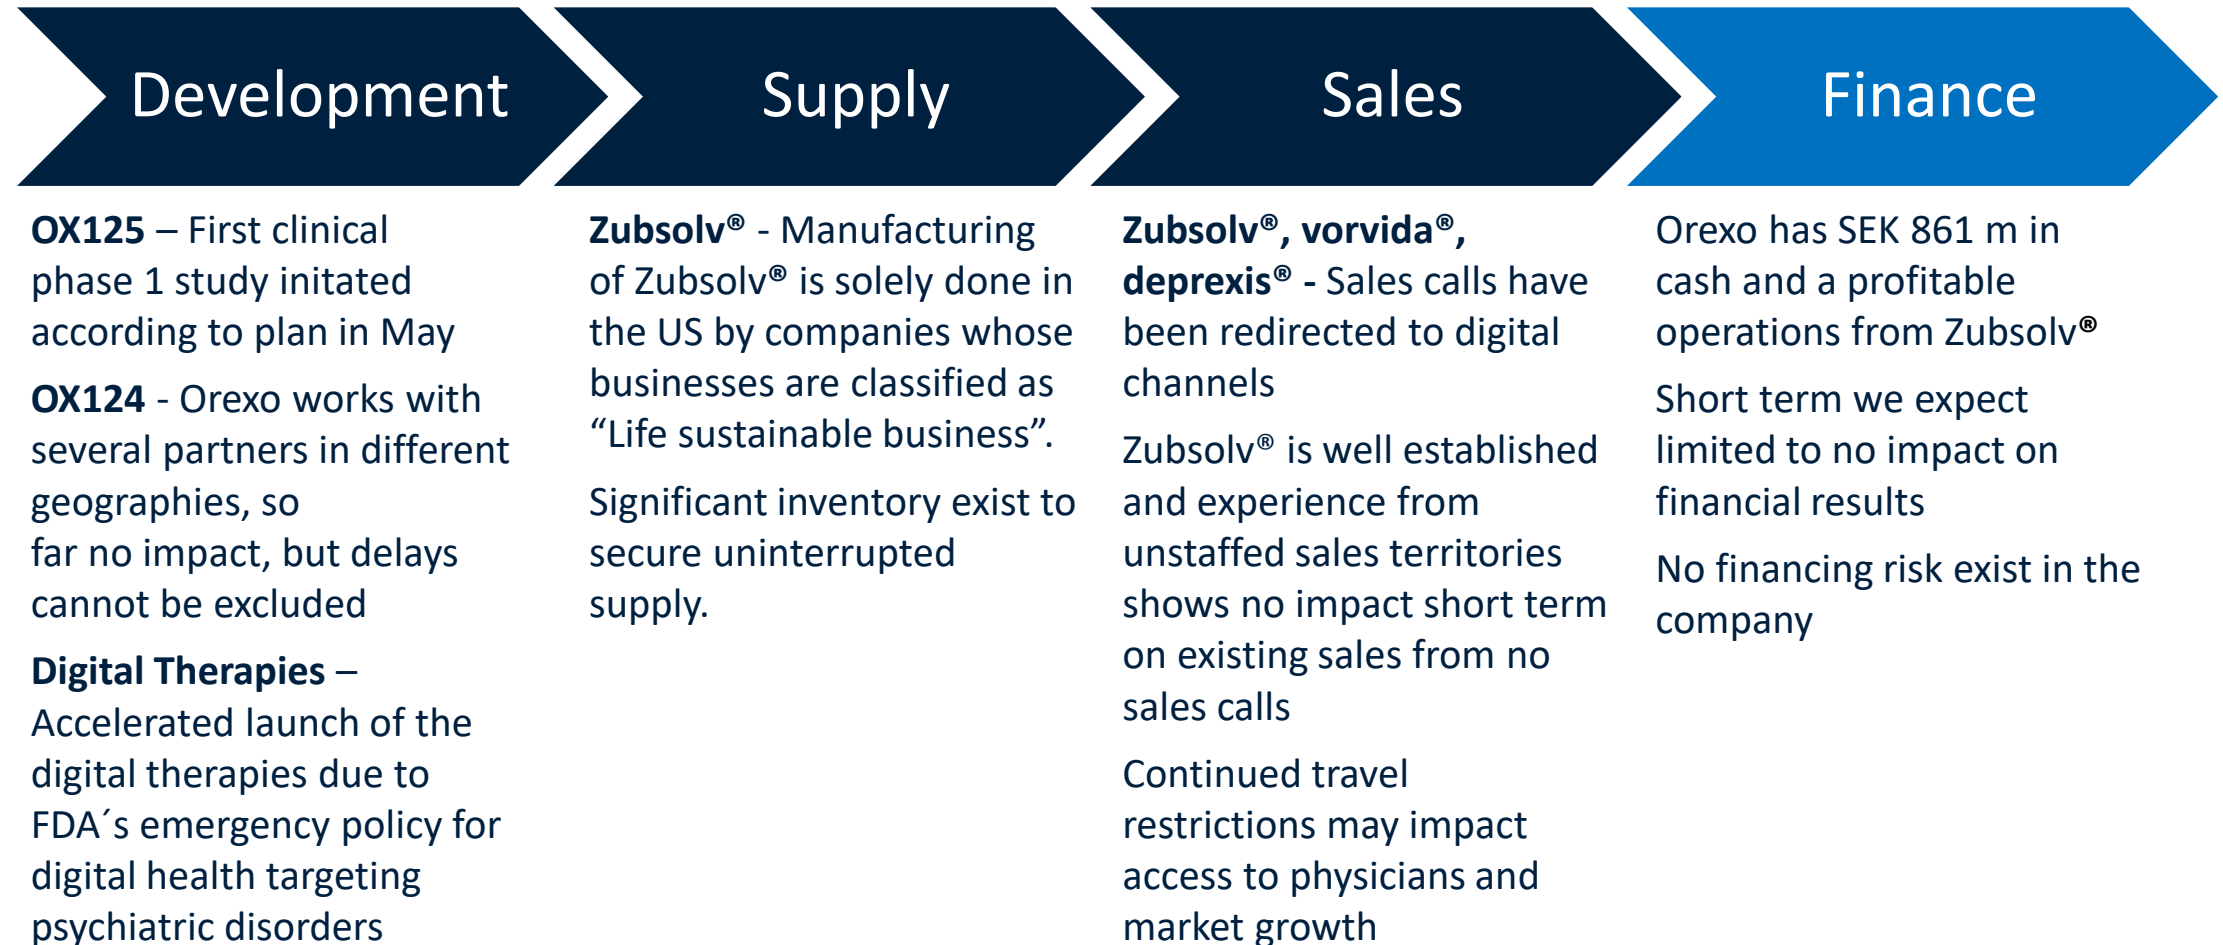 Development
Supply
Sales
Finance
OX125 – First clinical
phase 1 study initated
according to plan in May
OX124 - Orexo works with
several partners in different
geographies, so
far no impact, but delays
cannot be excluded
Digital Therapies –
Accelerated launch of the
digital therapies due to
FDA´s emergency policy for
digital health targeting
psychiatric disorders
Zubsolv® - Manufacturing
of Zubsolv® is solely done in
the US by companies whose
businesses are classified as
“Life sustainable business”.
Significant inventory exist to
secure uninterrupted
supply.
Zubsolv®, vorvida®,
deprexis® - Sales calls have
been redirected to digital
channels
Zubsolv® is well established
and experience from
unstaffed sales territories
shows no impact short term
on existing sales from no
sales calls
Continued travel
restrictions may impact
access to physicians and
market growth
Orexo has SEK 861 m in
cash and a profitable
operations from Zubsolv®
Short term we expect
limited to no impact on
financial results
No financing risk exist in the
company